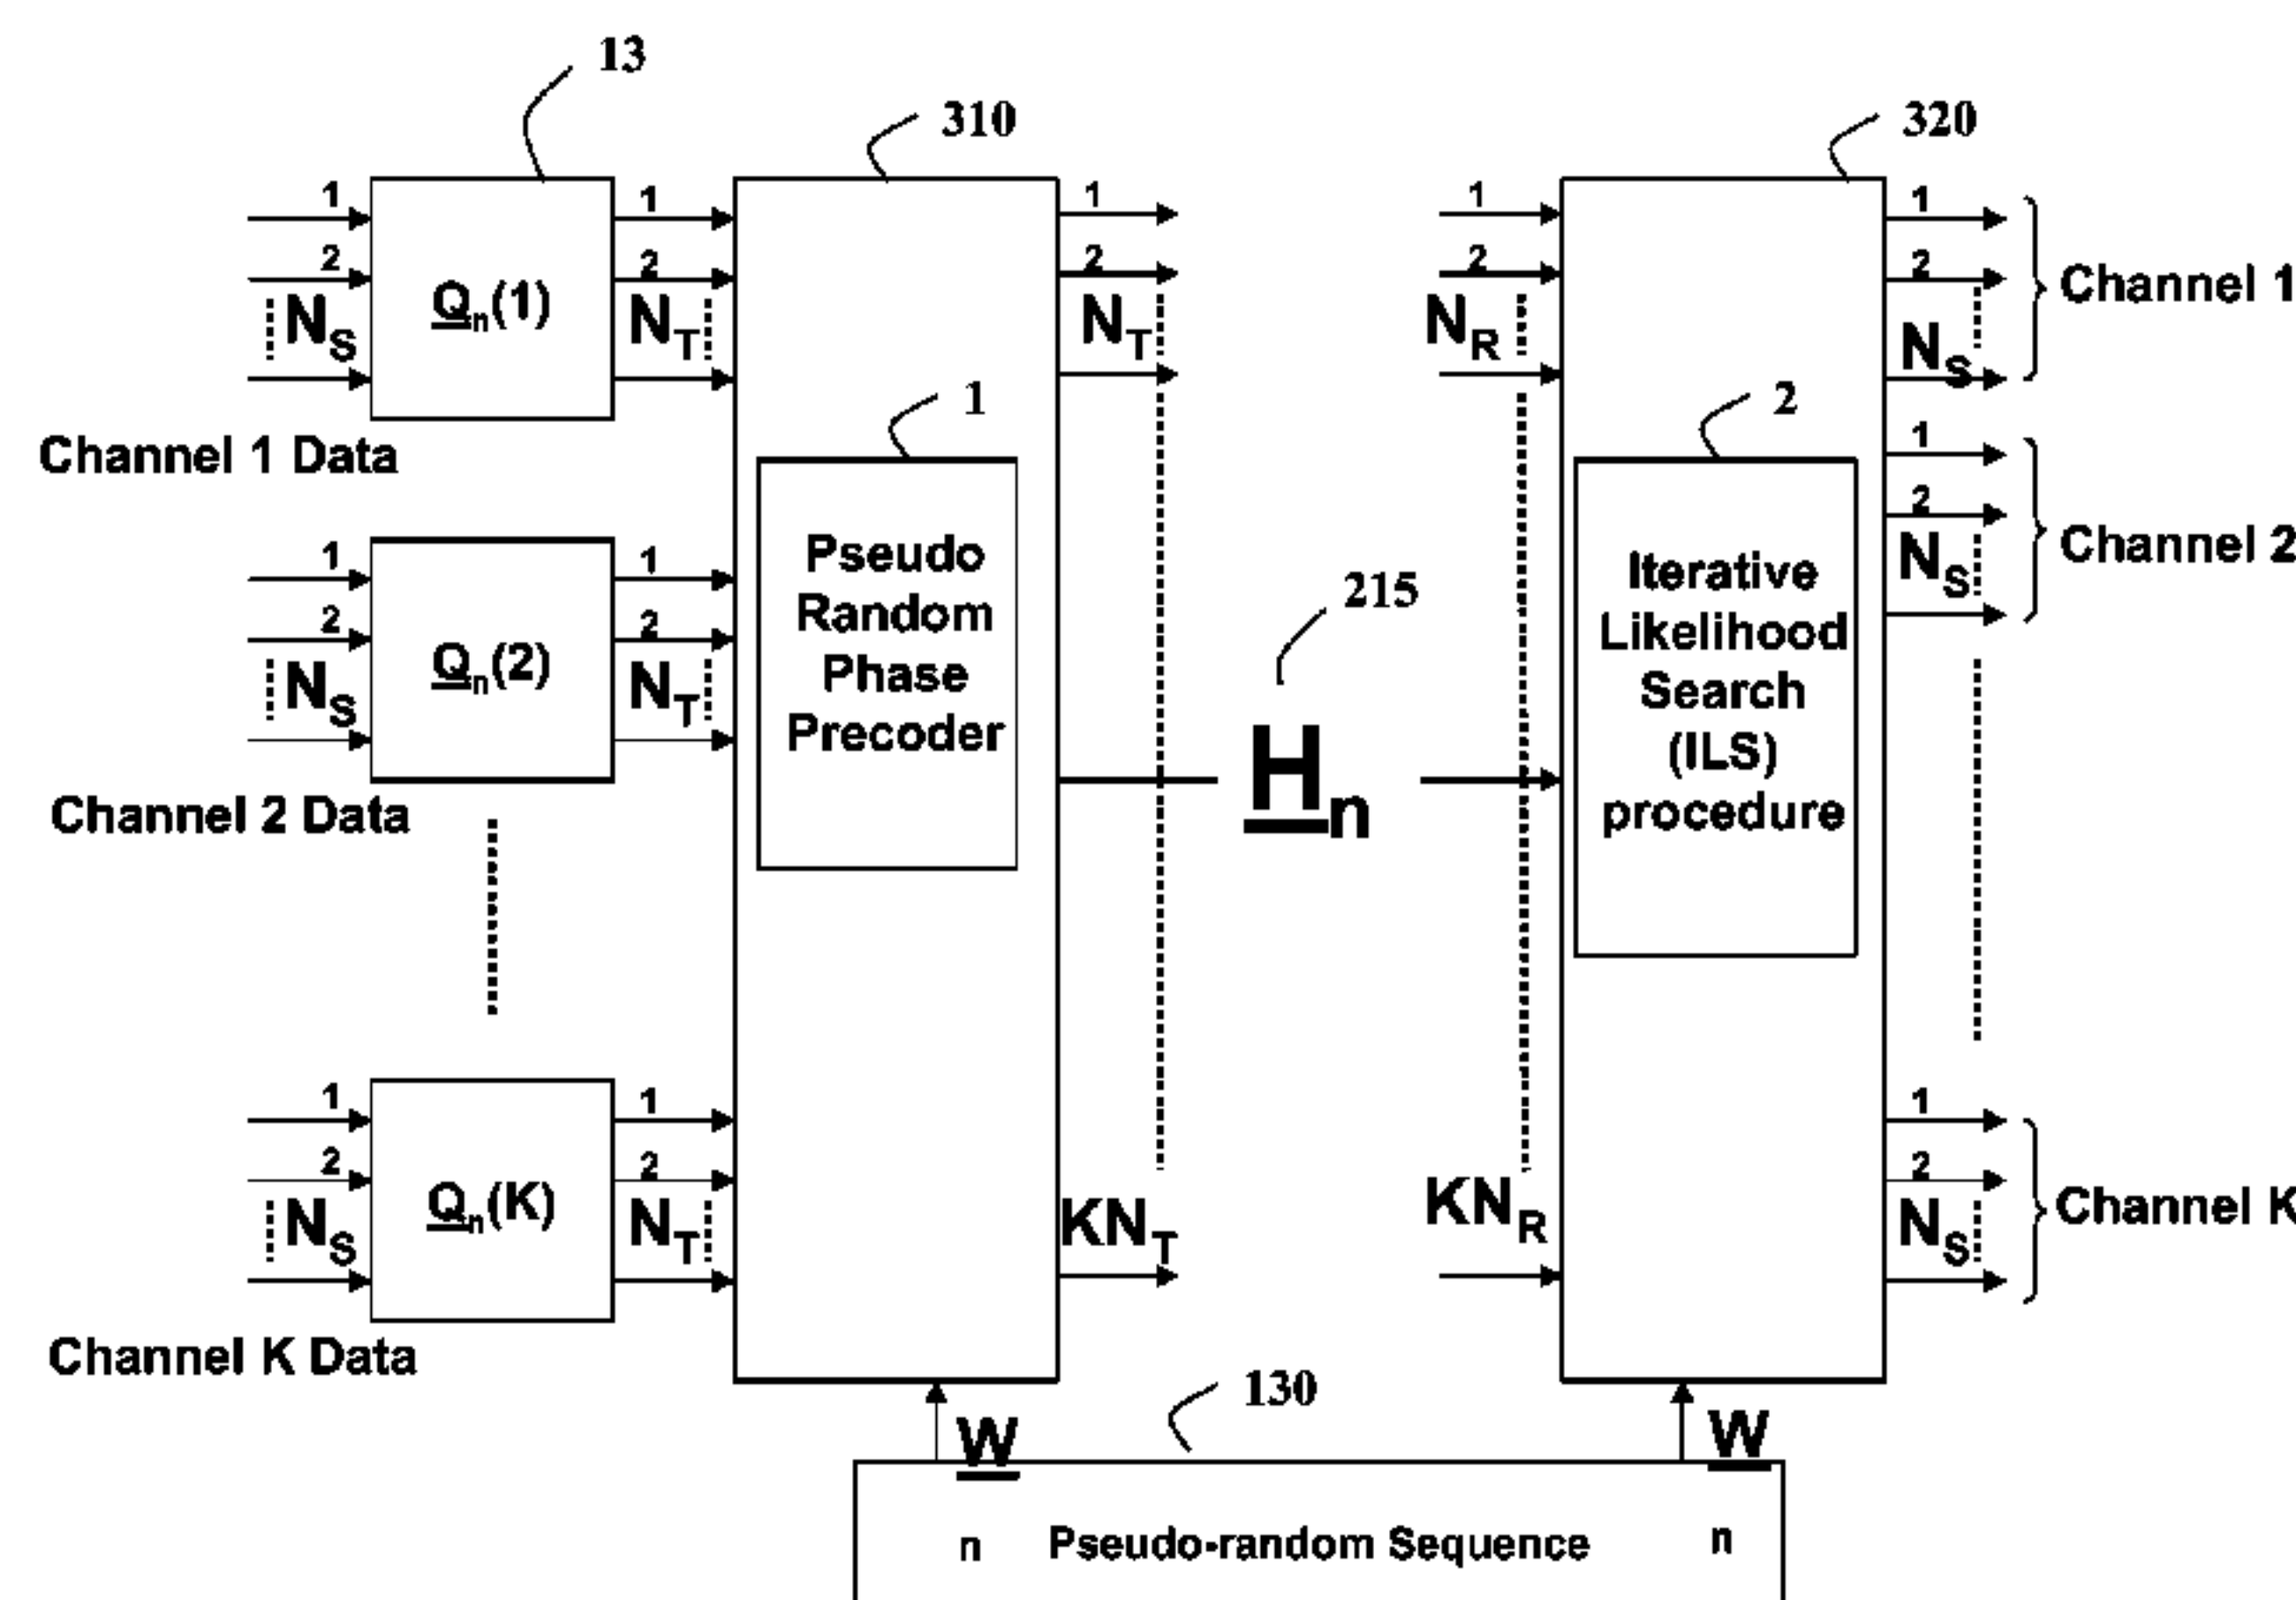 13
310
320
1
2
N_S
Q_n(1)
1
2
N_T
Channel 1 Data
1
2
N_S
Q_n(2)
1
2
N_T
Channel 2 Data
1
2
N_S
Q_n(K)
1
2
N_T
Channel K Data
1
Pseudo
Random
Phase
Precoder
1
2
N_T
KN_T
215
H_n
1
2
N_R
KN_R
2
Iterative
Likelihood
Search
(ILS)
procedure
1
2
N_S
Channel 1
1
2
N_S
Channel 2
1
2
N_S
Channel K
130
W
n
Pseudo-random Sequence
W
n